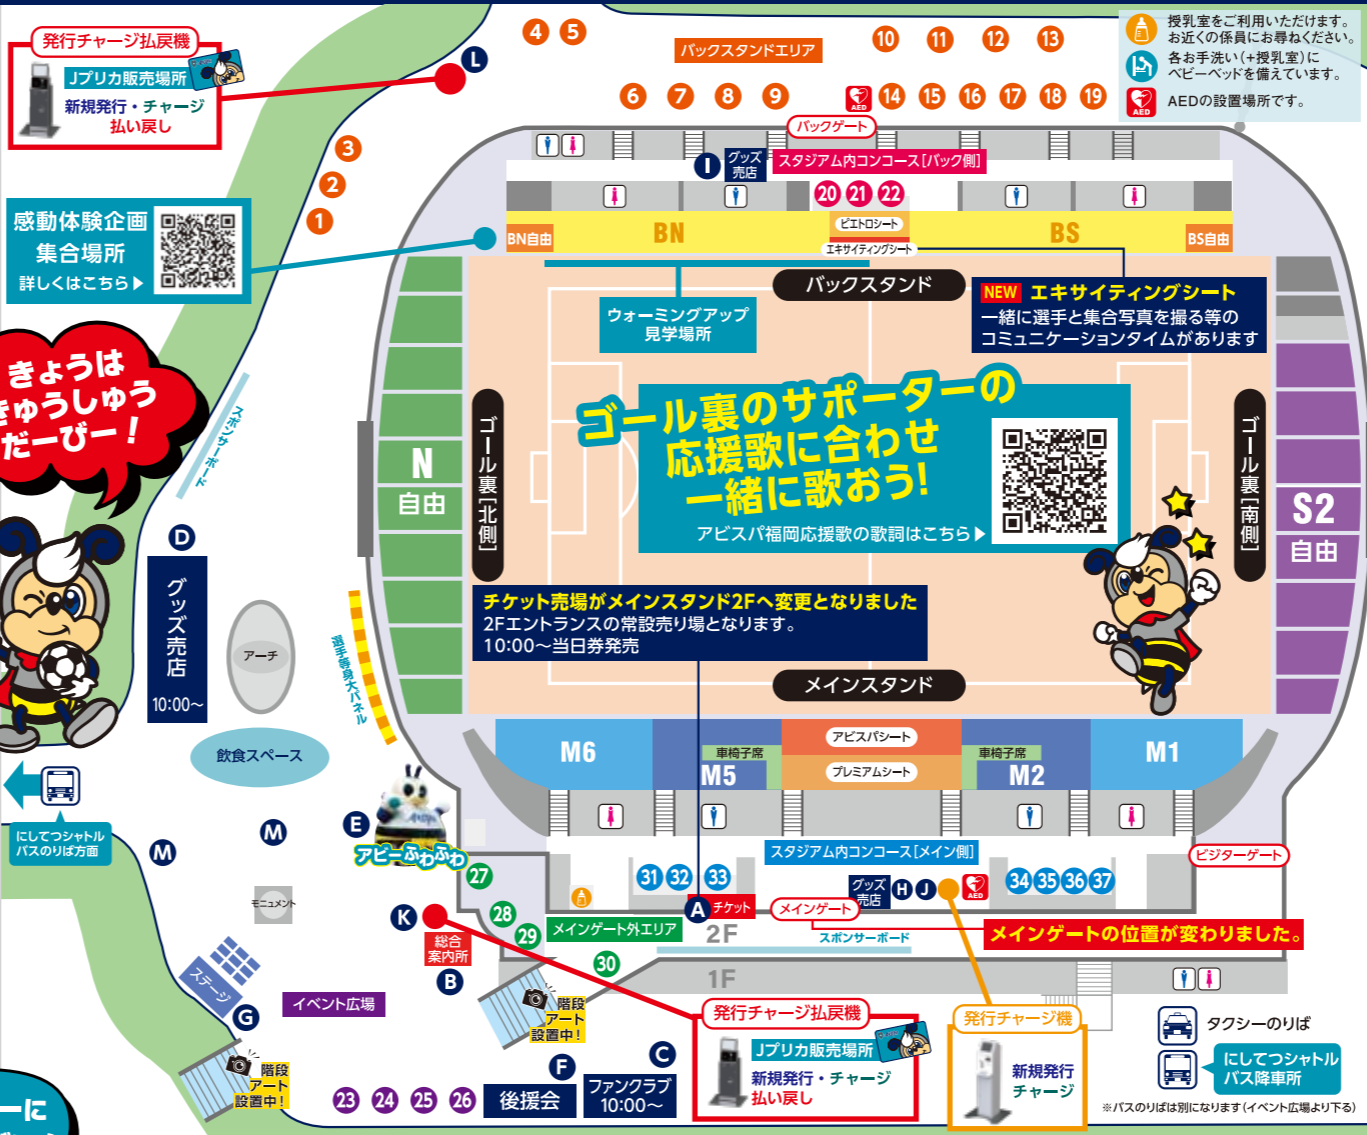 発行チャージ払戻機
Jプリカ販売場所
新規発行・チャージ
払い戻し
L
4
5
バックスタンドエリア
10
11
12
13
授乳室をご利用いただけます。
お近くの係員にお尋ねください。
各お手洗い(+授乳室)に
ベビーベッドを備えています。
AED
AEDの設置場所です。
6
7
8
9
AED
14
15
16
17
18
19
バックゲート
3
2
1
I
グッズ
売店
スタジアム内コンコース[バック側]
20
21
22
感動体験企画
集合場所
詳しくはこちら▶
BN自由
BN
ピエトロシート
エキサイティングシート
BS
BS自由
バックスタンド
ウォーミングアップ
見学場所
NEW エキサイティングシート
一緒に選手と集合写真を撮る等の
コミュニケーションタイムがあります
きょうは
きゅうしゅう
だーびー!
スポンサーボード
N
自由
ゴール裏[北側]
ゴール裏のサポーターの
応援歌に合わせ
一緒に歌おう!
アビスパ福岡応援歌の歌詞はこちら▶
ゴール裏[南側]
S2
自由
D
グッズ売店
10:00~
アーチ
選手等身大パネル
チケット売場がメインスタンド2Fへ変更となりました
2Fエントランスの常設売り場となります。
10:00~当日券発売
メインスタンド
飲食スペース
M6
M5
車椅子席
アビスパシート
プレミアムシート
車椅子席
M2
M1
にしてつシャトル
バスのりば方面
M
M
E
アビーふわふわ
27
スタジアム内コンコース[メイン側]
ビジターゲート
31
32
33
グッズ
売店
H
J
AED
34
35
36
37
モニュメント
K
28
29
A
チケット
メインゲート
メインゲート外エリア
2F
スポンサーボード
メインゲートの位置が変わりました。
総合
案内所
B
30
1F
ステージ
G
イベント広場
階段
アート
設置中!
発行チャージ払戻機
Jプリカ販売場所
新規発行・チャージ
払い戻し
発行チャージ機
新規発行
チャージ
タクシーのりば
にしてつシャトル
バス降車所
※バスのりばは別になります(イベント広場より下る)
階段
アート
設置中!
23
24
25
26
F
後援会
C
ファンクラブ
10:00~
ーに